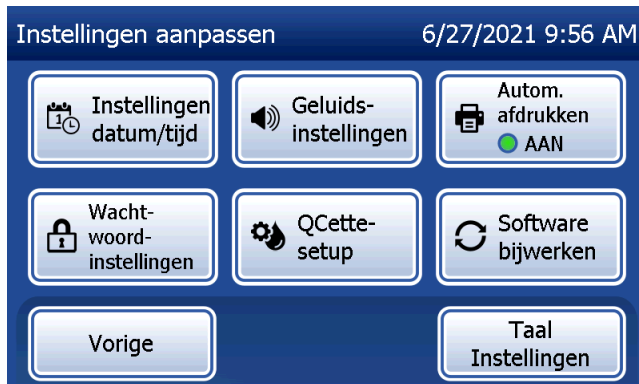 Instellingen aanpassen 6/27/2021 9:56 AM
Instellingen
datum/tijd
Geluids-
instellingen
Autom.
afdrukken
AAN
Wacht-
woord-
instellingen
QCette-
setup
Software
bijwerken
Vorige
Taal
Instellingen